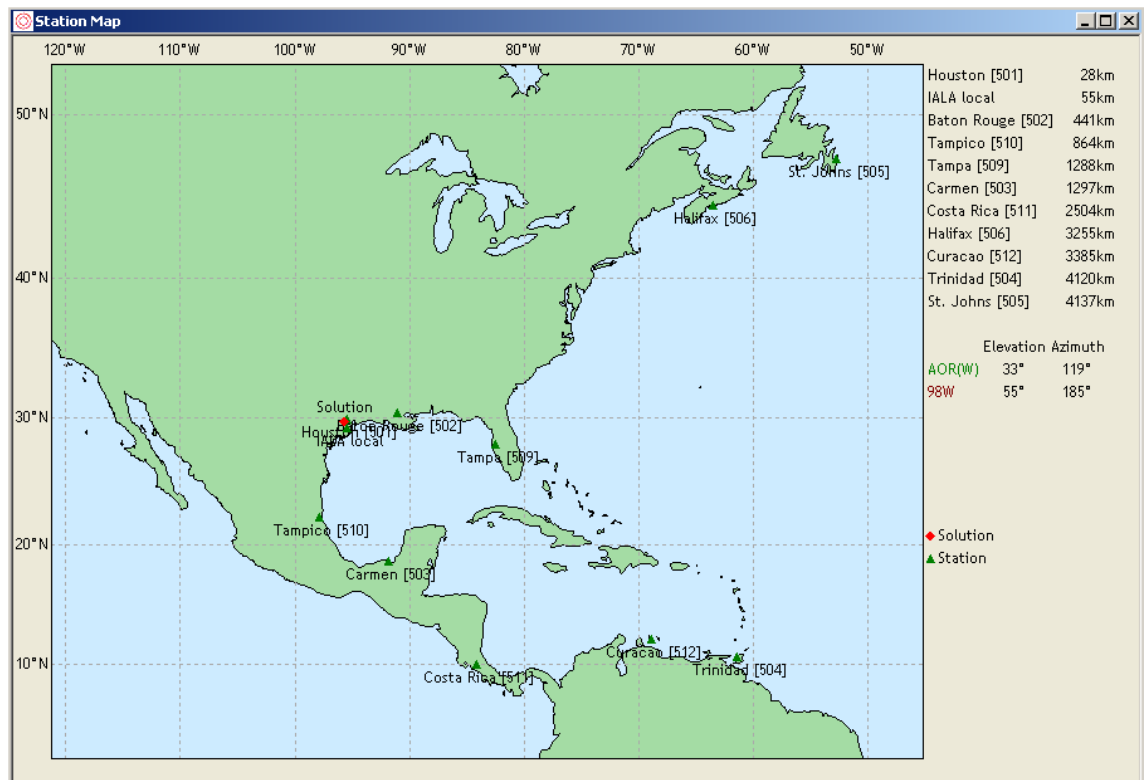 Station Map
120°W 110°W 100°W 90°W 80°W 70°W 60°W 50°W
50°N
40°N
30°N
20°N
10°N
St. Johns [505]
Halifax [506]
Solution
Baton Rouge [502]
Houston [501]
IALA local
Tampa [509]
Tampico [510]
Carmen [503]
Curacao [512]
Trinidad [504]
Costa Rica [511]
Houston [501] 28km
IALA local 55km
Baton Rouge [502] 441km
Tampico [510] 864km
Tampa [509] 1288km
Carmen [503] 1297km
Costa Rica [511] 2504km
Halifax [506] 3255km
Curacao [512] 3385km
Trinidad [504] 4120km
St. Johns [505] 4137km
Elevation Azimuth
AOR(W) 33° 119°
98W 55° 185°
Solution
Station